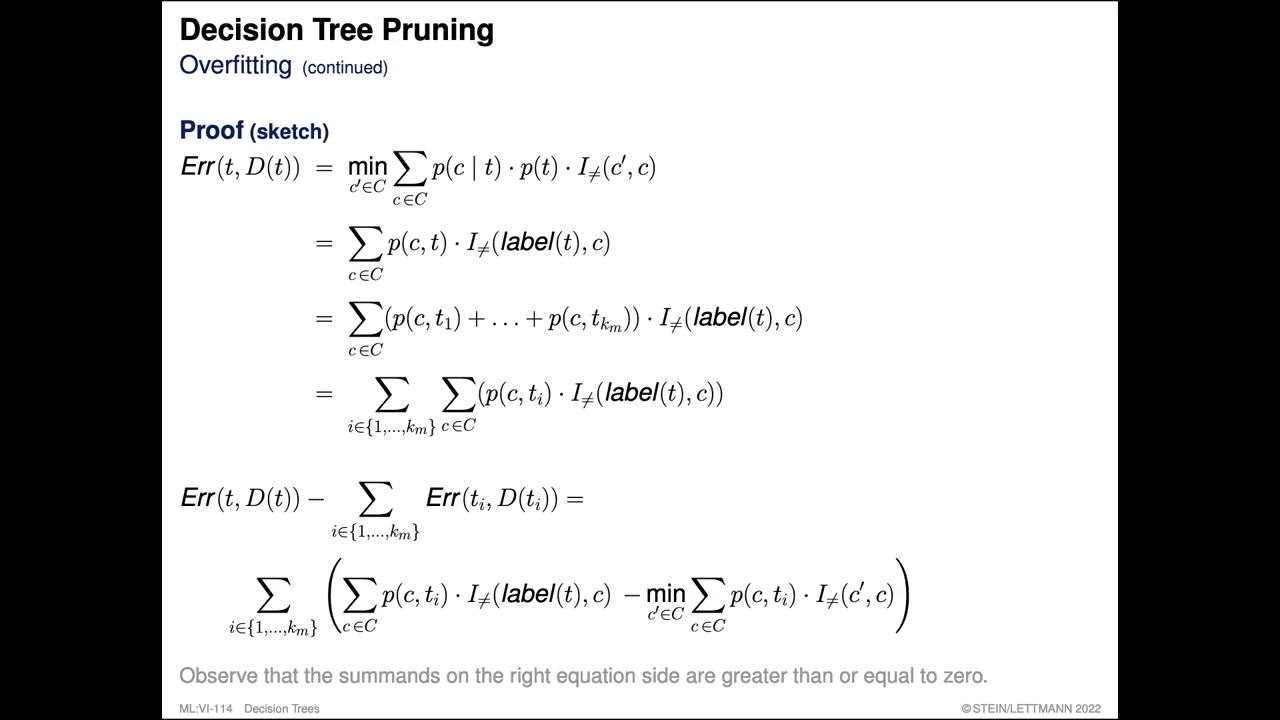 Decision Tree Pruning
Overfitting (continued)
Proof (sketch)
Err(t, D(t)) = min_{c′∈C} ∑_{c∈C} p(c | t) · p(t) · I_≠(c′, c)
= ∑_{c∈C} p(c, t) · I_≠(label(t), c)
= ∑_{c∈C} (p(c, t_1) + . . . + p(c, t_{k_m})) · I_≠(label(t), c)
= ∑_{i∈{1,...,k_m}} ∑_{c∈C} (p(c, t_i) · I_≠(label(t), c))
Err(t, D(t)) − ∑_{i∈{1,...,k_m}} Err(t_i, D(t_i)) =
∑_{i∈{1,...,k_m}} ( ∑_{c∈C} p(c, t_i) · I_≠(label(t), c) − min_{c′∈C} ∑_{c∈C} p(c, t_i) · I_≠(c′, c) )
Observe that the summands on the right equation side are greater than or equal to zero.
ML:VI-114 Decision Trees ©STEIN/LETTMANN 2022